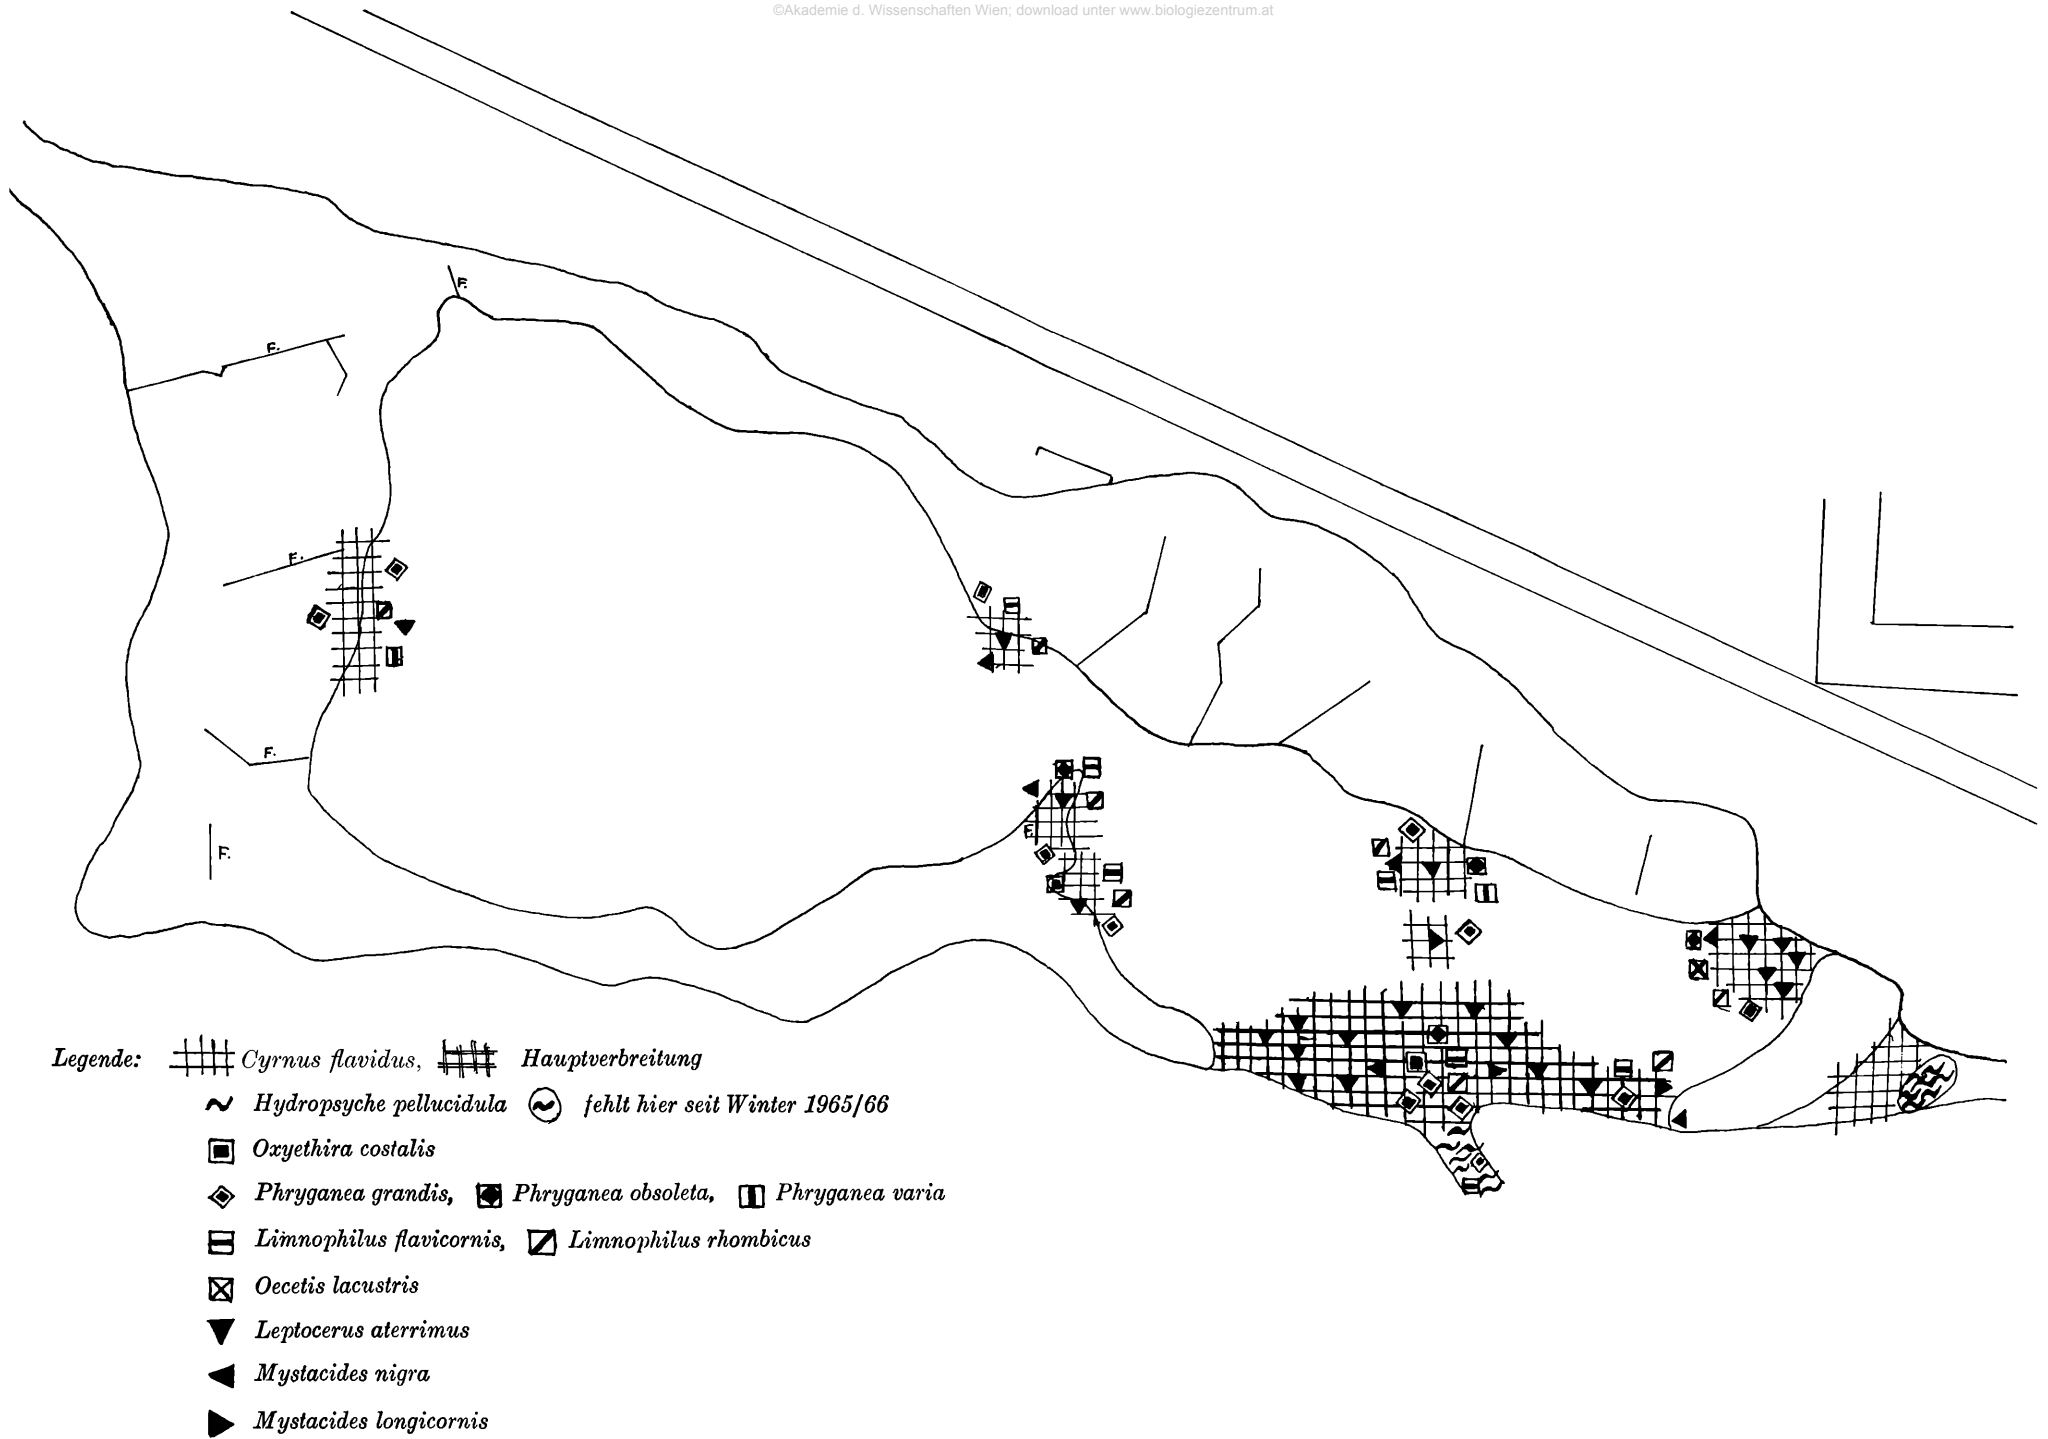 ©Akademie d. Wissenschaften Wien; download unter www.biologiezentrum.at
F.
F.
F.
F.
F.
F.
Legende: Cyrnus flavidus, Hauptverbreitung
Hydropsyche pellucidula fehlt hier seit Winter 1965/66
Oxyethira costalis
Phryganea grandis, Phryganea obsoleta, Phryganea varia
Limnophilus flavicornis, Limnophilus rhombicus
Oecetis lacustris
Leptocerus aterrimus
Mystacides nigra
Mystacides longicornis